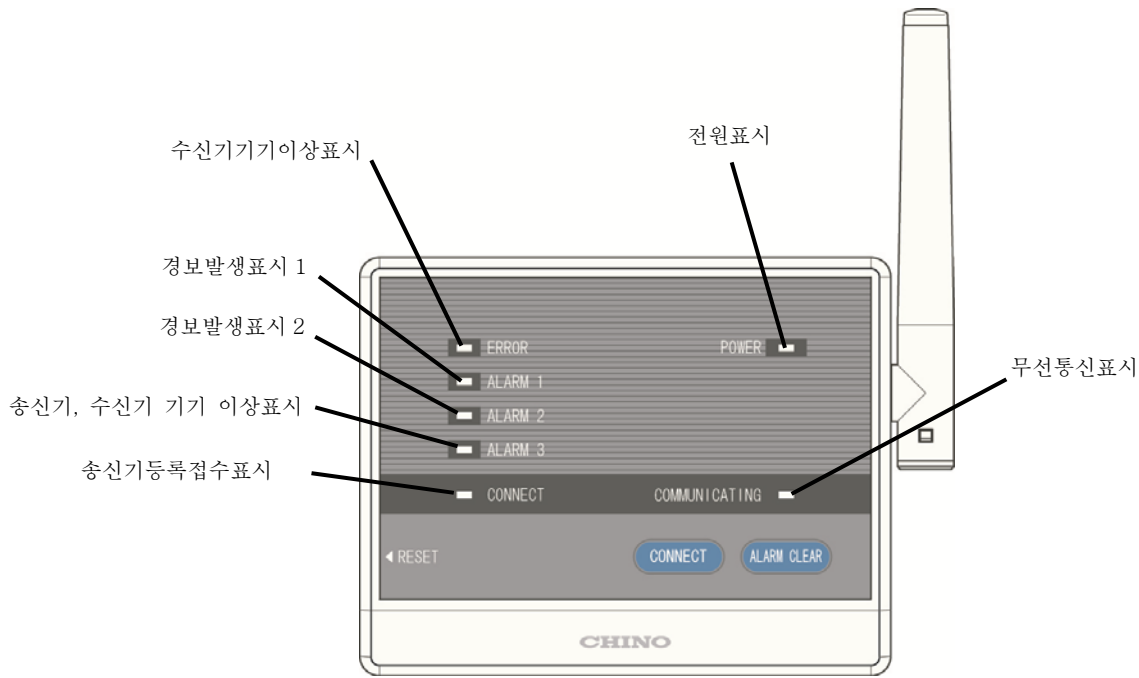 전원표시
수신기기기이상표시
경보발생표시 1
경보발생표시 2
무선통신표시
송신기, 수신기 기기 이상표시
송신기등록접수표시
ERROR
POWER
ALARM 1
ALARM 2
ALARM 3
CONNECT
COMMUNICATING
RESET
CONNECT
ALARM CLEAR
CHINO